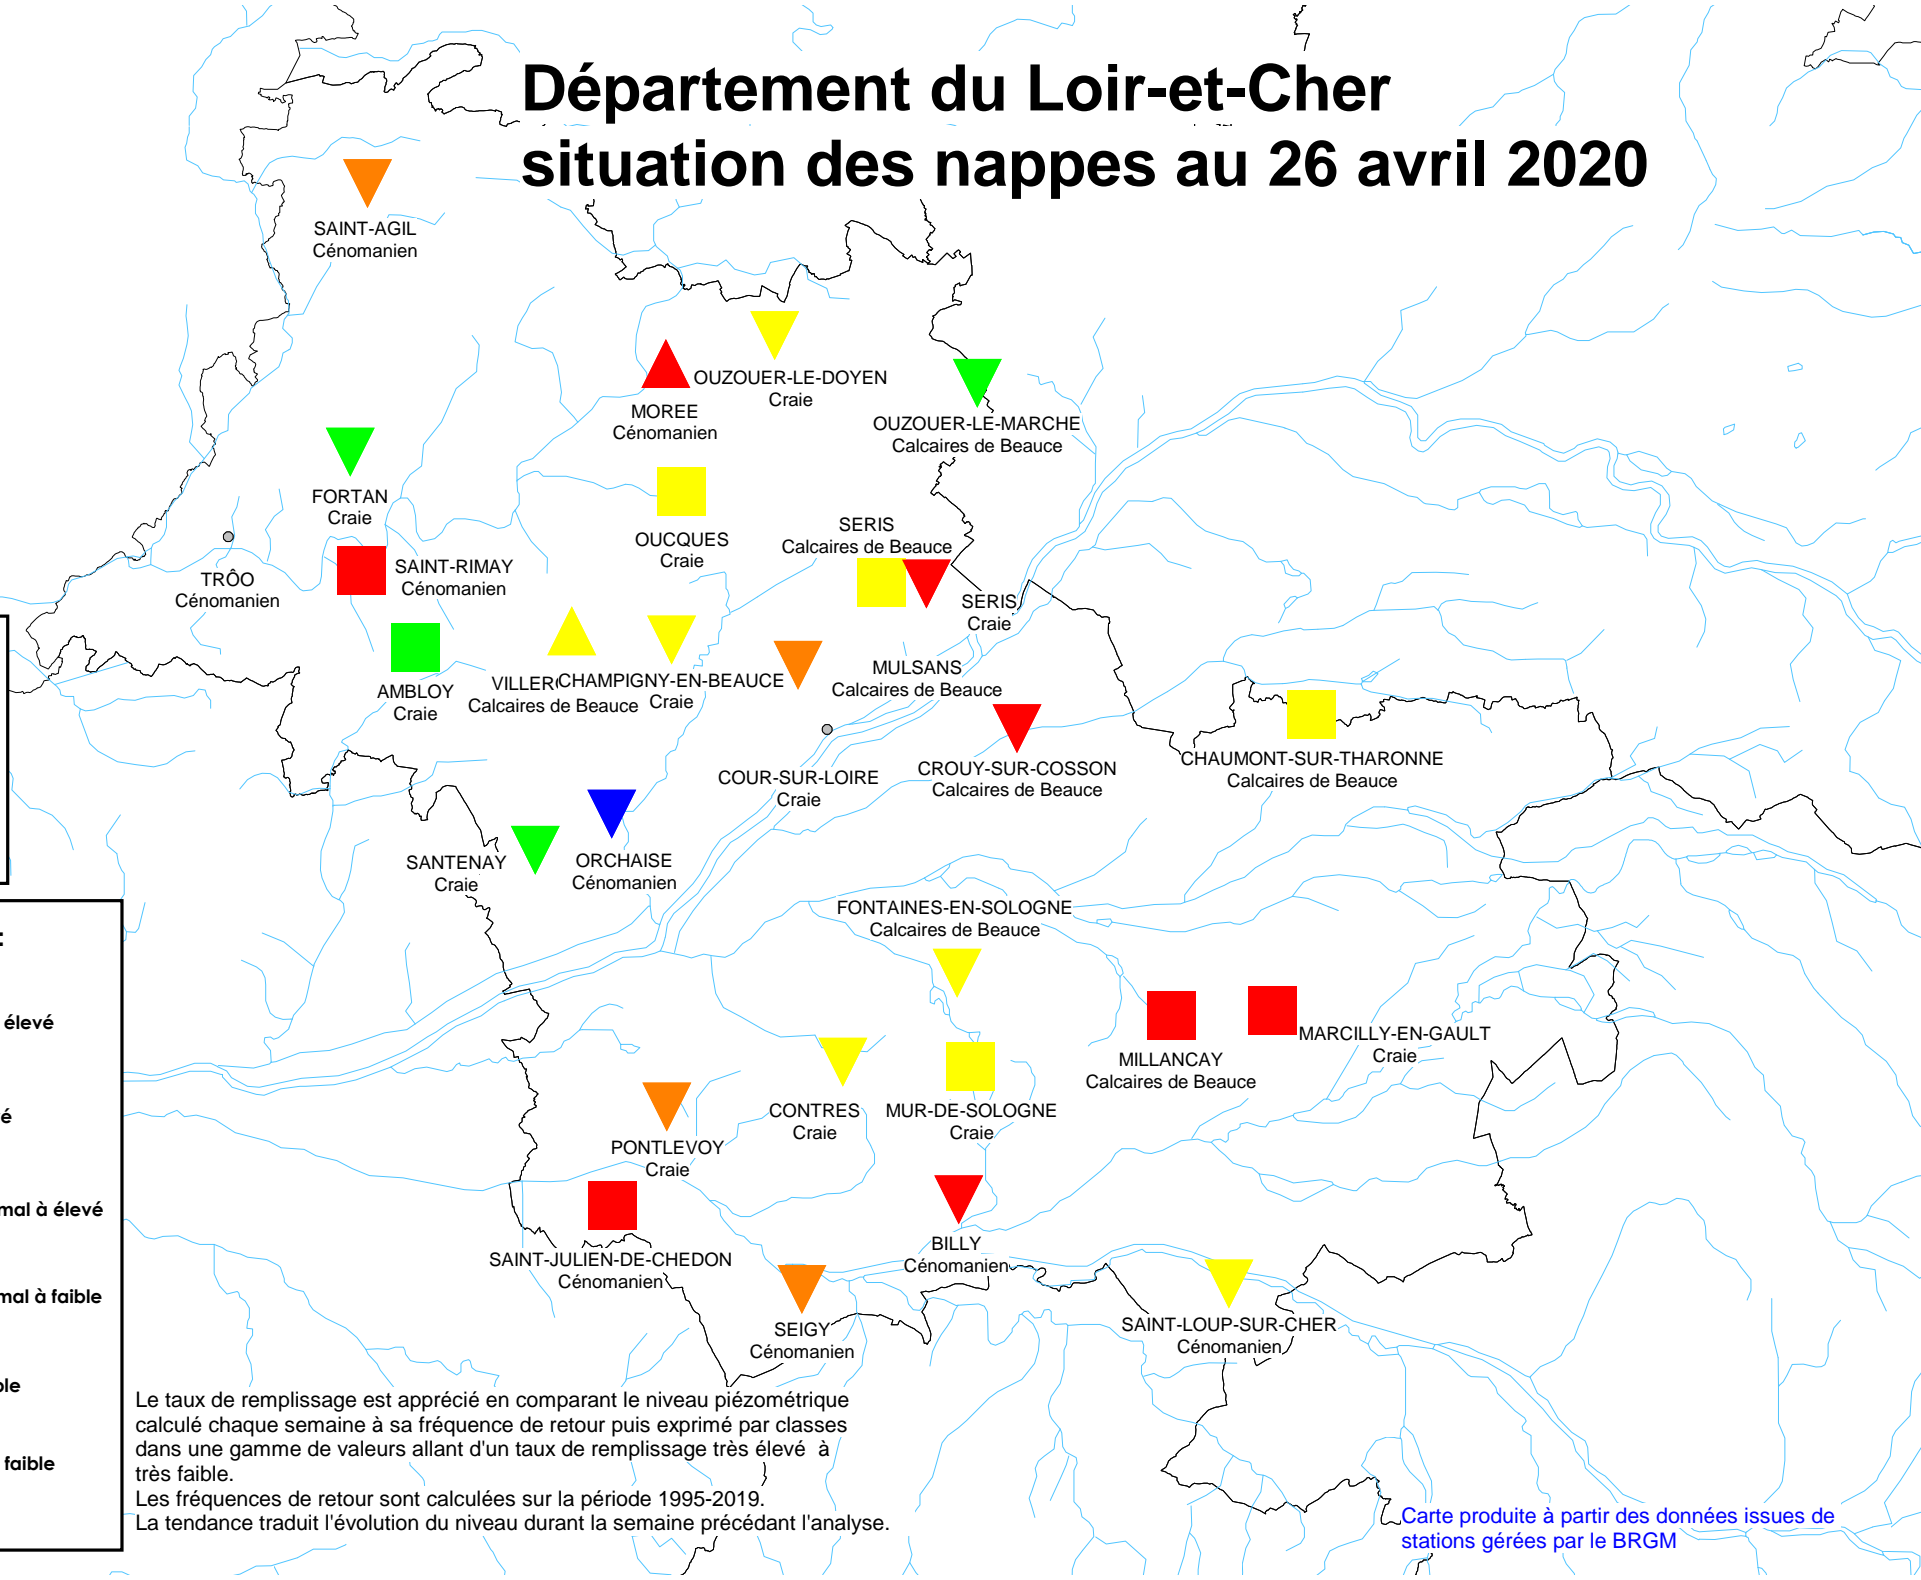 Département du Loir-et-Cher
situation des nappes au 26 avril 2020
SAINT-AGIL
Cénomanien
OUZOUER-LE-DOYEN
Craie
MOREE
Cénomanien
OUZOUER-LE-MARCHE
Calcaires de Beauce
FORTAN
Craie
OUCQUES
Craie
SERIS
Calcaires de Beauce
SAINT-RIMAY
Cénomanien
TRÔO
Cénomanien
SERIS
Craie
AMBLOY
Craie
CHAMPIGNY-EN-BEAUCE
Craie
Calcaires de Beauce
MULSANS
Calcaires de Beauce
COUR-SUR-LOIRE
Craie
CROUY-SUR-COSSON
Calcaires de Beauce
CHAUMONT-SUR-THARONNE
Calcaires de Beauce
SANTENAY
Craie
ORCHAISE
Cénomanien
FONTAINES-EN-SOLOGNE
Calcaires de Beauce
MILLANCAY
Calcaires de Beauce
MARCILLY-EN-GAULT
Craie
CONTRES
Craie
MUR-DE-SOLOGNE
Craie
PONTLEVOY
Craie
SAINT-JULIEN-DE-CHEDON
Cénomanien
BILLY
Cénomanien
SEIGY
Cénomanien
SAINT-LOUP-SUR-CHER
Cénomanien
:
élevé
é
mal à élevé
mal à faible
ble
faible
Le taux de remplissage est apprécié en comparant le niveau piézométrique
calculé chaque semaine à sa fréquence de retour puis exprimé par classes
dans une gamme de valeurs allant d'un taux de remplissage très élevé à
très faible.
Les fréquences de retour sont calculées sur la période 1995-2019.
La tendance traduit l'évolution du niveau durant la semaine précédant l'analyse.
Carte produite à partir des données issues de
stations gérées par le BRGM